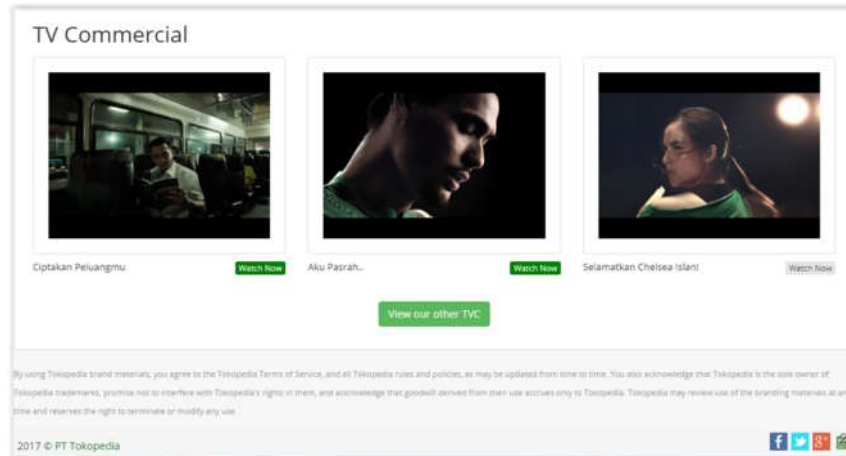 TV Commercial
Ciptakan Peluangmu
Watch Now
Aku Pasrah..
Watch Now
Selamatkan Chelsea Islan!
Watch Now
View our other TVC
By using Tokopedia brand materials, you agree to the Tokopedia Terms of Service, and all Tokopedia rules and policies, as may be updated from time to time. You also acknowledge that Tokopedia is the sole owner of
Tokopedia trademarks, promise not to interfere with Tokopedia's rights in them, and acknowledge that goodwill derived from their use accrues only to Tokopedia. Tokopedia may review use of the branding materials at an
time and reserves the right to terminate or modify any use.
2017 © PT Tokopedia